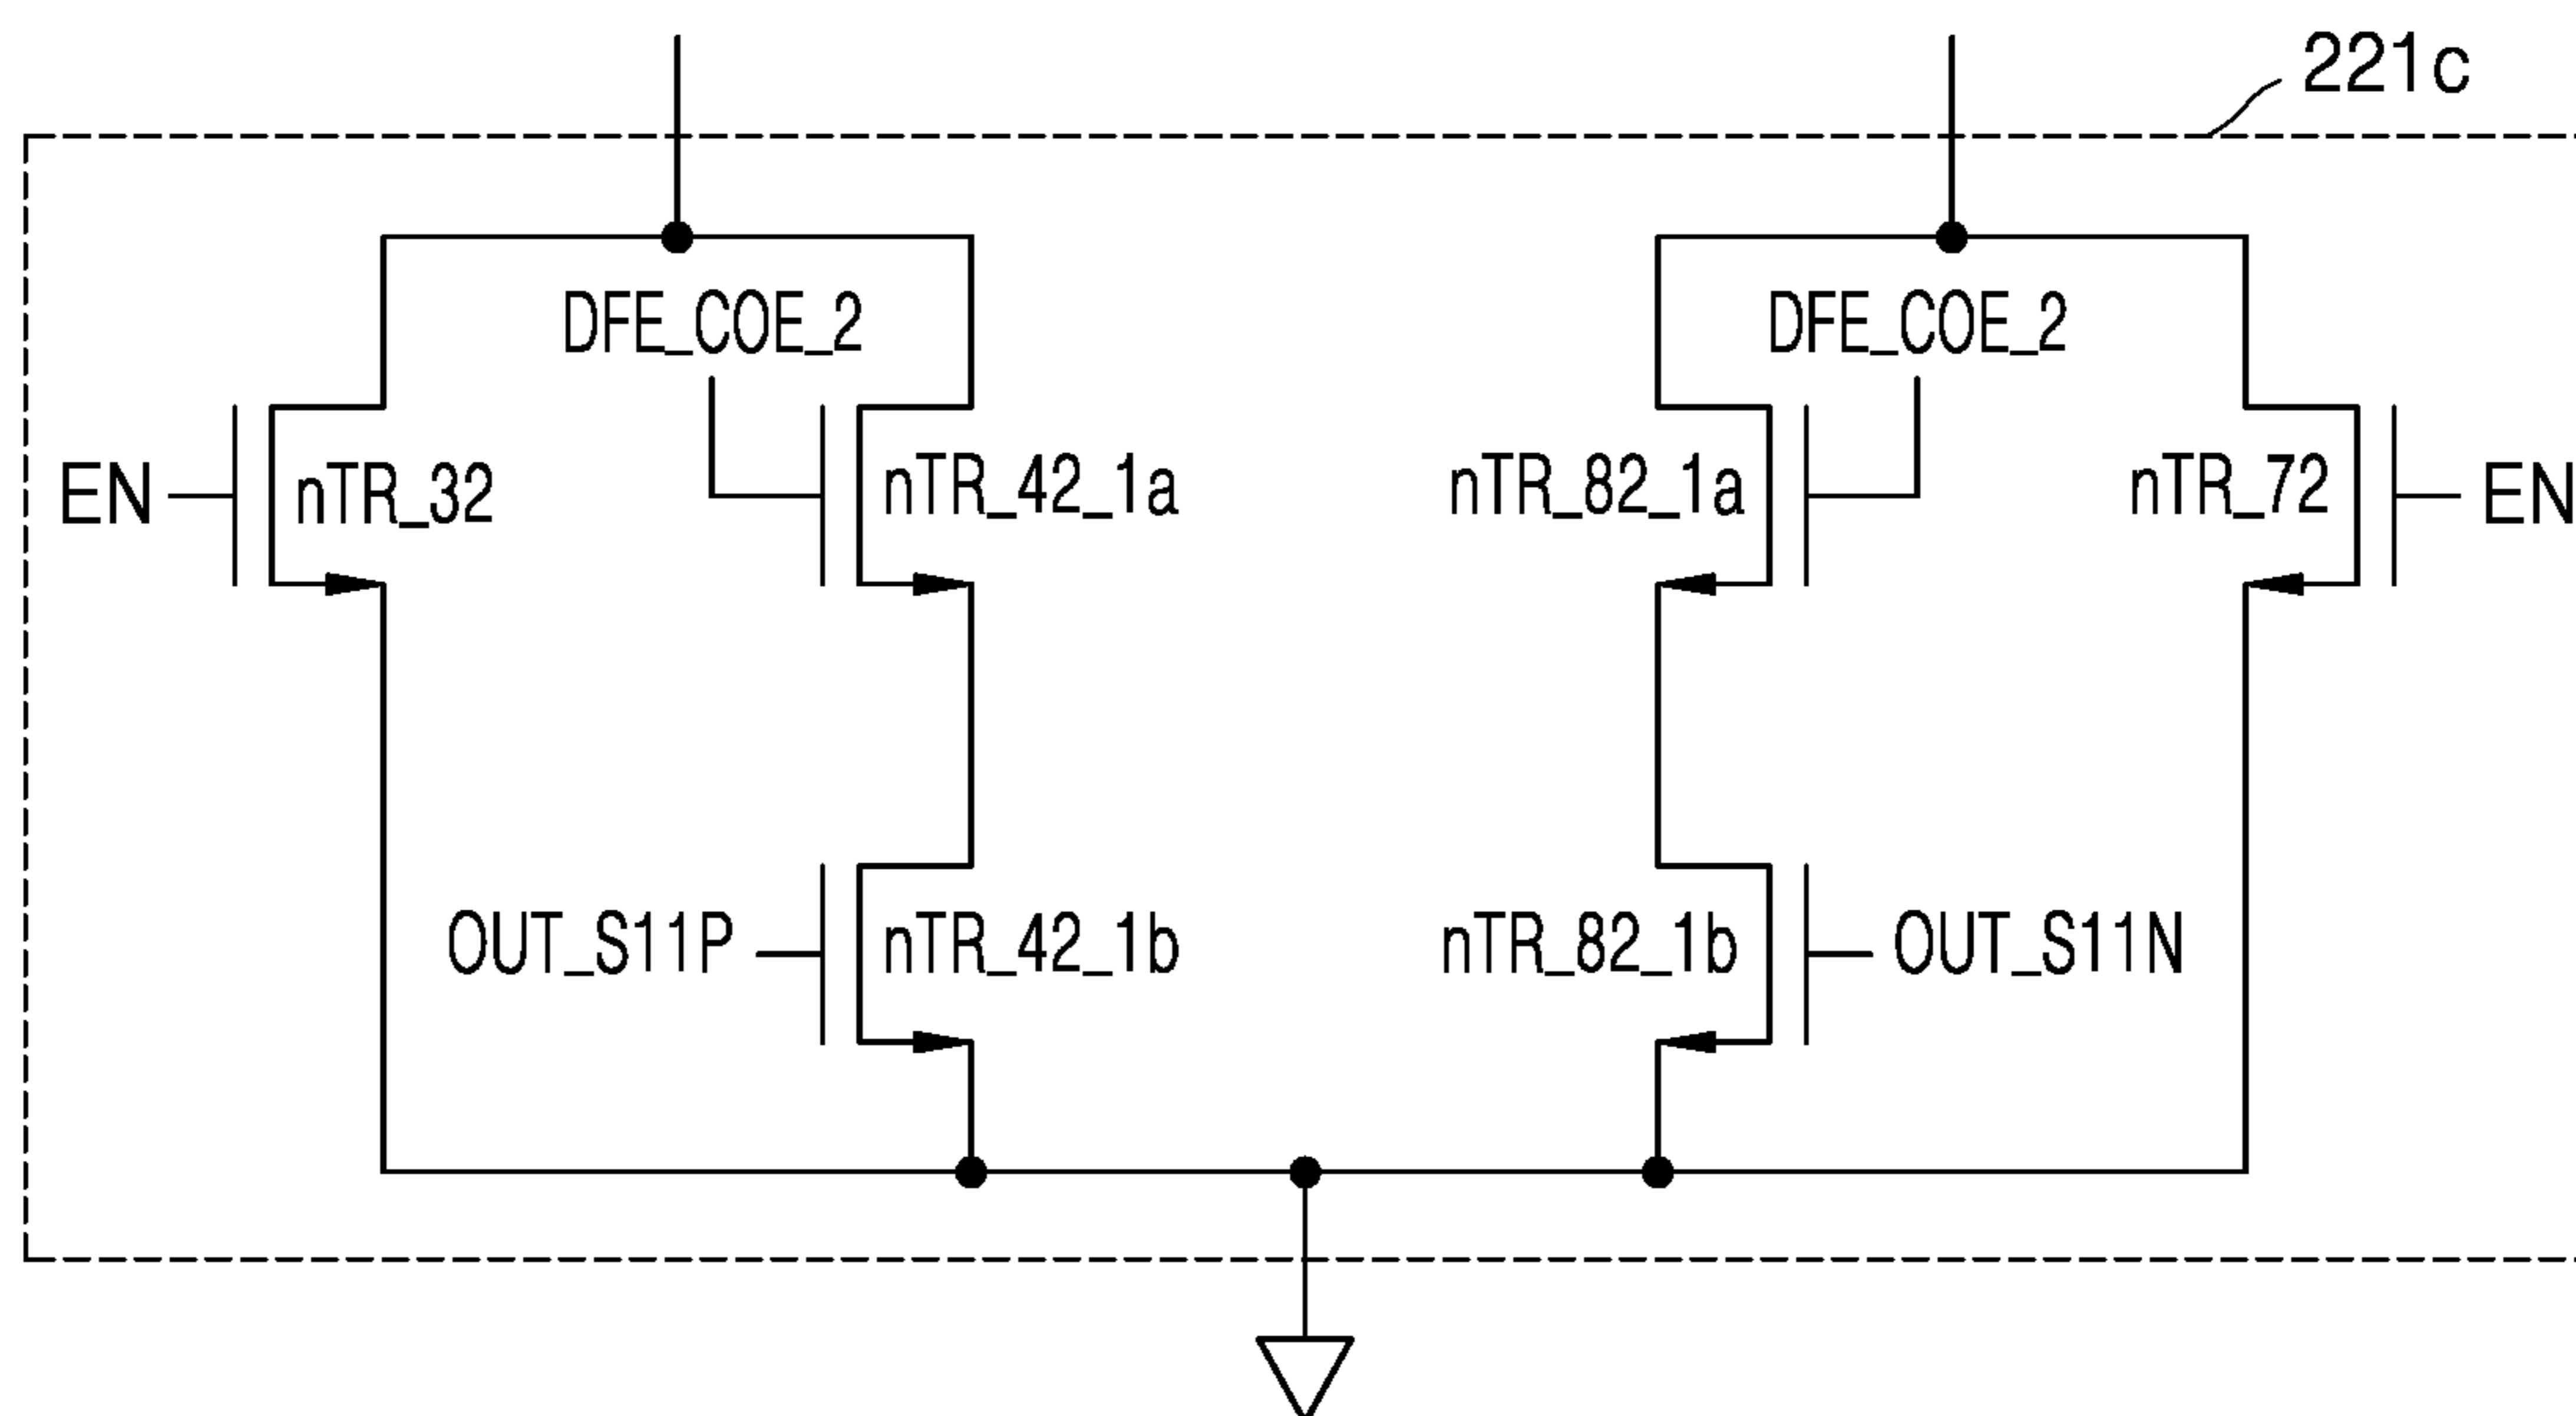 221c
DFE_COE_2
DFE_COE_2
EN
nTR_32
nTR_42_1a
nTR_82_1a
nTR_72
EN
OUT_S11P
nTR_42_1b
nTR_82_1b
OUT_S11N